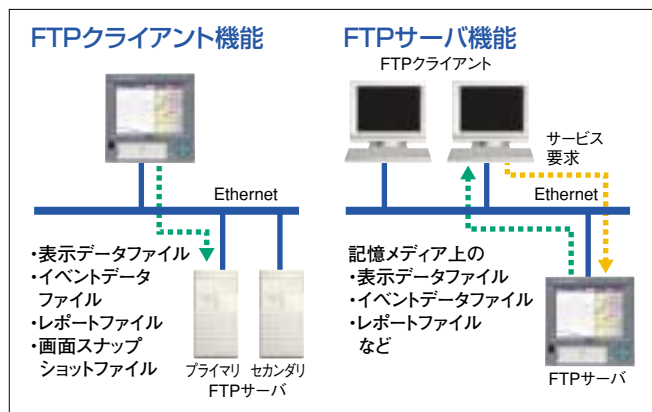 FTPクライアント機能
Ethernet
・表示データファイル
・イベントデータ
ファイル
・レポートファイル
・画面スナップ
ショットファイル
プライマリ セカンダリ
FTPサーバ
FTPサーバ機能
FTPクライアント
サービス
要求
Ethernet
記憶メディア上の
・表示データファイル
・イベントデータファイル
・レポートファイル
など
FTPサーバ